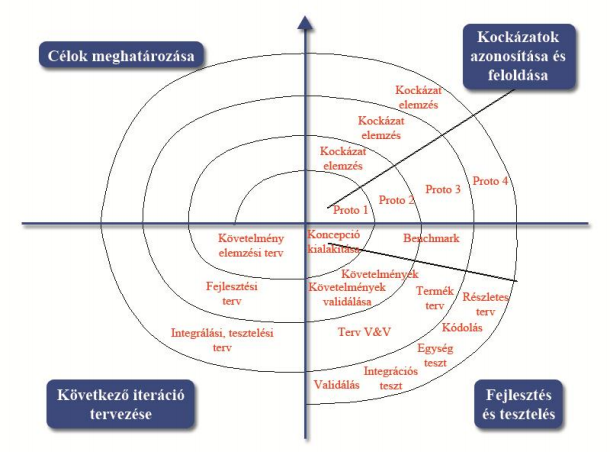 Célok meghatározása
Kockázatok
azonosítása és
feloldása
Kockázat
elemzés
Kockázat
elemzés
Kockázat
elemzés
Proto 1
Proto 2
Proto 3
Proto 4
Követelmény
elemzési terv
Koncepció
kialakítása
Benchmark
Fejlesztési
terv
Követelmények
Követelmények
validálása
Termék
terv
Részletes
terv
Integrálási, tesztelési
terv
Terv V&V
Kódolás
Egység
teszt
Integrációs
teszt
Validálás
Következő iteráció
tervezése
Fejlesztés
és tesztelés